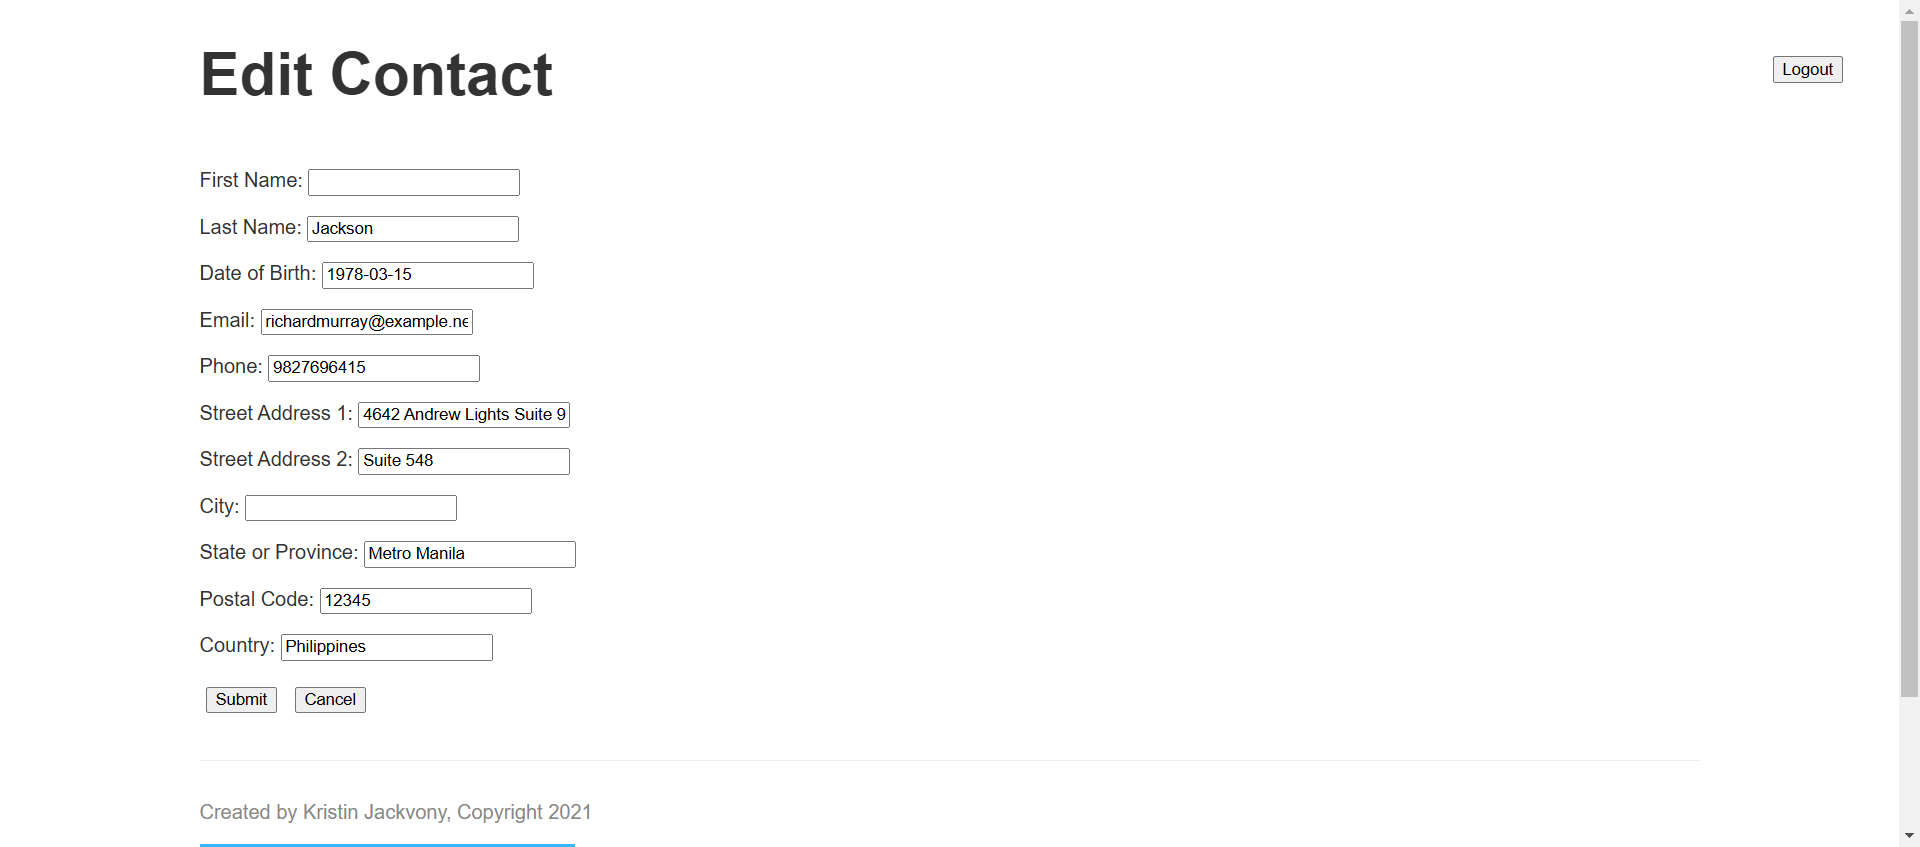 Edit Contact
Logout
First Name:
Last Name: Jackson
Date of Birth: 1978-03-15
Email: richardmurray@example.ne
Phone: 9827696415
Street Address 1: 4642 Andrew Lights Suite 9
Street Address 2: Suite 548
City:
State or Province: Metro Manila
Postal Code: 12345
Country: Philippines
Submit Cancel
Created by Kristin Jackvony, Copyright 2021